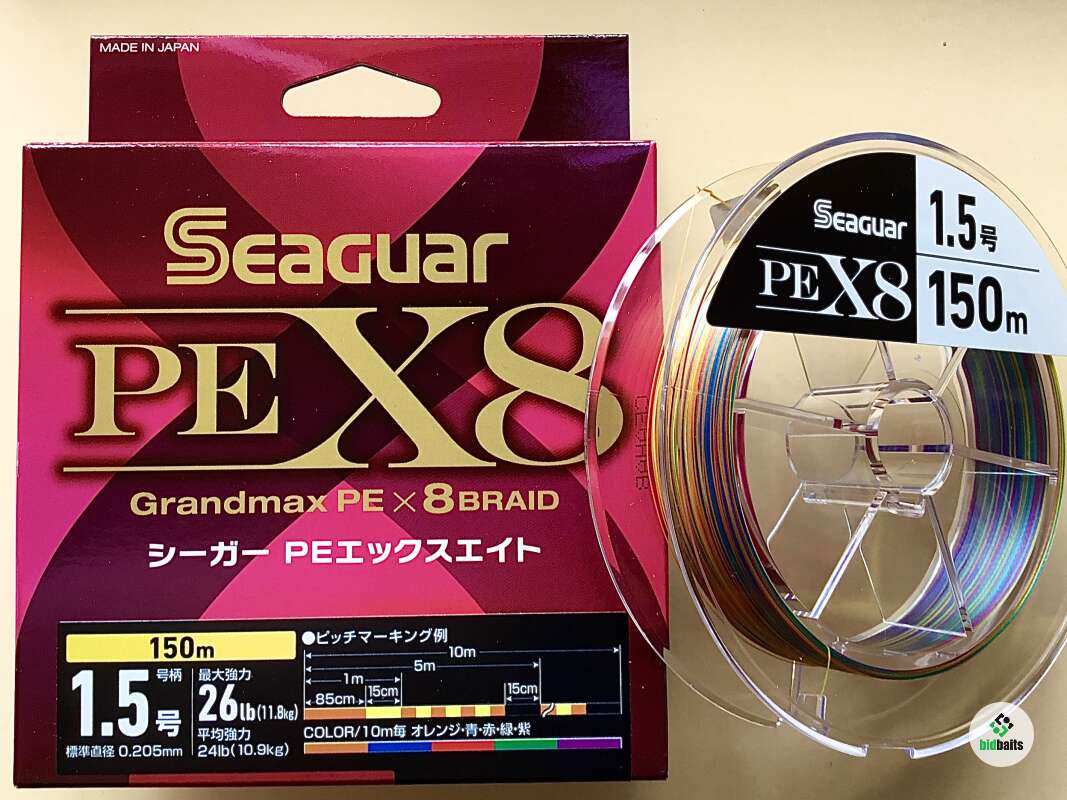 MADE IN JAPAN
Seaguar
PE X8
Grandmax PE×8BRAID
シーガー PEエックスエイト
150m
1.5号
号柄
標準直径 0.205mm
最大強力
26lb(11.8kg)
平均強力
24lb(10.9kg)
●ピッチマーキング例
10m
5m
1m
85cm
15cm
15cm
COLOR/10m毎 オレンジ・青・赤・緑・紫
Seaguar
PE X8
1.5号
150m
bidbaits